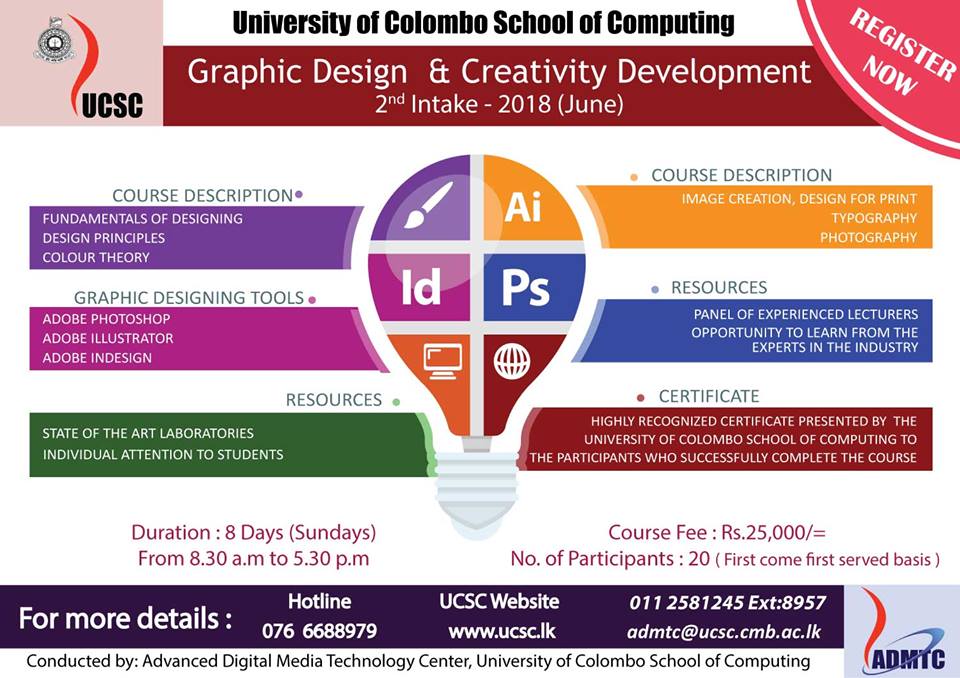 University of Colombo School of Computing
REGISTER
NOW
UCSC
Graphic Design & Creativity Development
2nd Intake - 2018 (June)
COURSE DESCRIPTION
FUNDAMENTALS OF DESIGNING
DESIGN PRINCIPLES
COLOUR THEORY
GRAPHIC DESIGNING TOOLS
ADOBE PHOTOSHOP
ADOBE ILLUSTRATOR
ADOBE INDESIGN
RESOURCES
STATE OF THE ART LABORATORIES
INDIVIDUAL ATTENTION TO STUDENTS
Ai
Id
Ps
COURSE DESCRIPTION
IMAGE CREATION, DESIGN FOR PRINT
TYPOGRAPHY
PHOTOGRAPHY
RESOURCES
PANEL OF EXPERIENCED LECTURERS
OPPORTUNITY TO LEARN FROM THE
EXPERTS IN THE INDUSTRY
CERTIFICATE
HIGHLY RECOGNIZED CERTIFICATE PRESENTED BY THE
UNIVERSITY OF COLOMBO SCHOOL OF COMPUTING TO
THE PARTICIPANTS WHO SUCCESSFULLY COMPLETE THE COURSE
Duration : 8 Days (Sundays)
From 8.30 a.m to 5.30 p.m
Course Fee : Rs.25,000/=
No. of Participants : 20 ( First come first served basis )
For more details :
Hotline
076 6688979
UCSC Website
www.ucsc.lk
011 2581245 Ext:8957
admtc@ucsc.cmb.ac.lk
ADMTC
Conducted by: Advanced Digital Media Technology Center, University of Colombo School of Computing